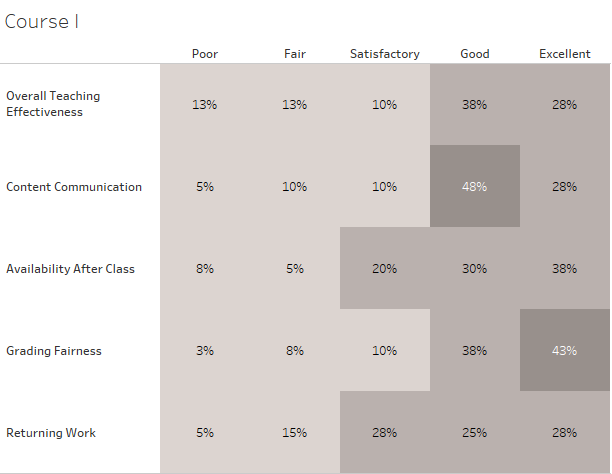 Course I
Poor Fair Satisfactory Good Excellent
Overall Teaching
Effectiveness
13% 13% 10% 38% 28%
Content Communication 5% 10% 10% 48% 28%
Availability After Class 8% 5% 20% 30% 38%
Grading Fairness 3% 8% 10% 38% 43%
Returning Work 5% 15% 28% 25% 28%